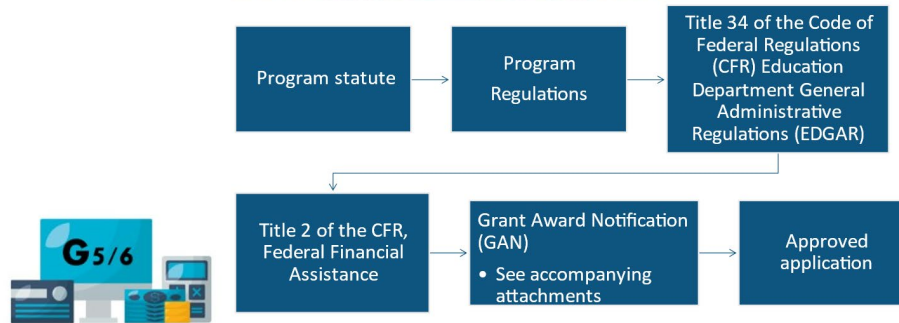 Program statute
Program
Regulations
Title 34 of the Code of
Federal Regulations
(CFR) Education
Department General
Administrative
Regulations (EDGAR)
Title 2 of the CFR,
Federal Financial
Assistance
Grant Award Notification
(GAN)
• See accompanying
attachments
Approved
application
G5/6